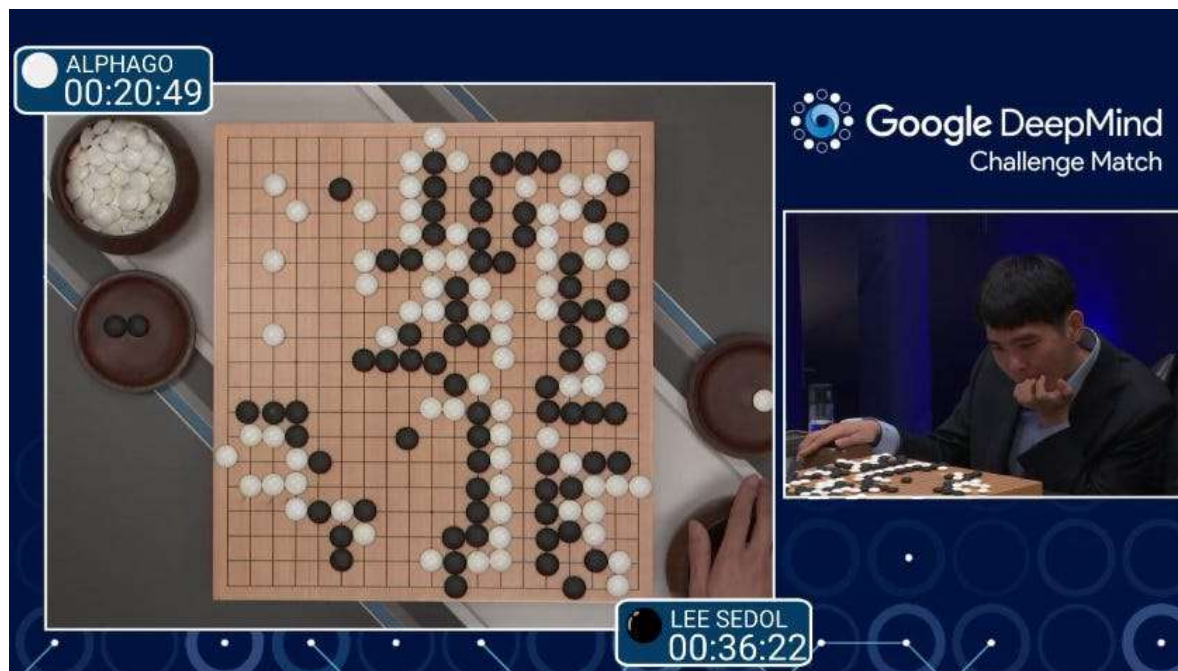 ALPHAGO
00:20:49
Google DeepMind
Challenge Match
LEE SEDOL
00:36:22